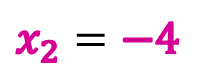 x₂ = −4